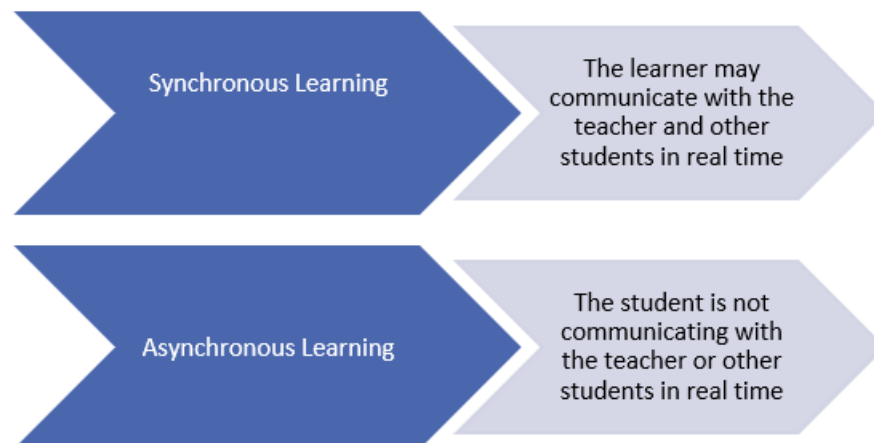 Synchronous Learning
The learner may
communicate with the
teacher and other
students in real time
Asynchronous Learning
The student is not
communicating with
the teacher or other
students in real time